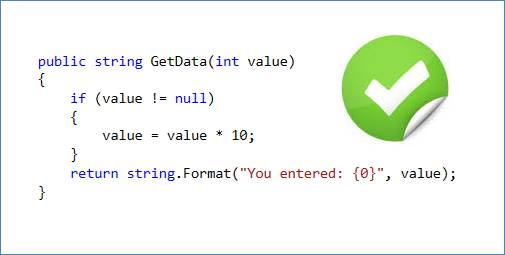 public string GetData(int value)
{
    if (value != null)
    {
        value = value * 10;
    }
    return string.Format("You entered: {0}", value);
}